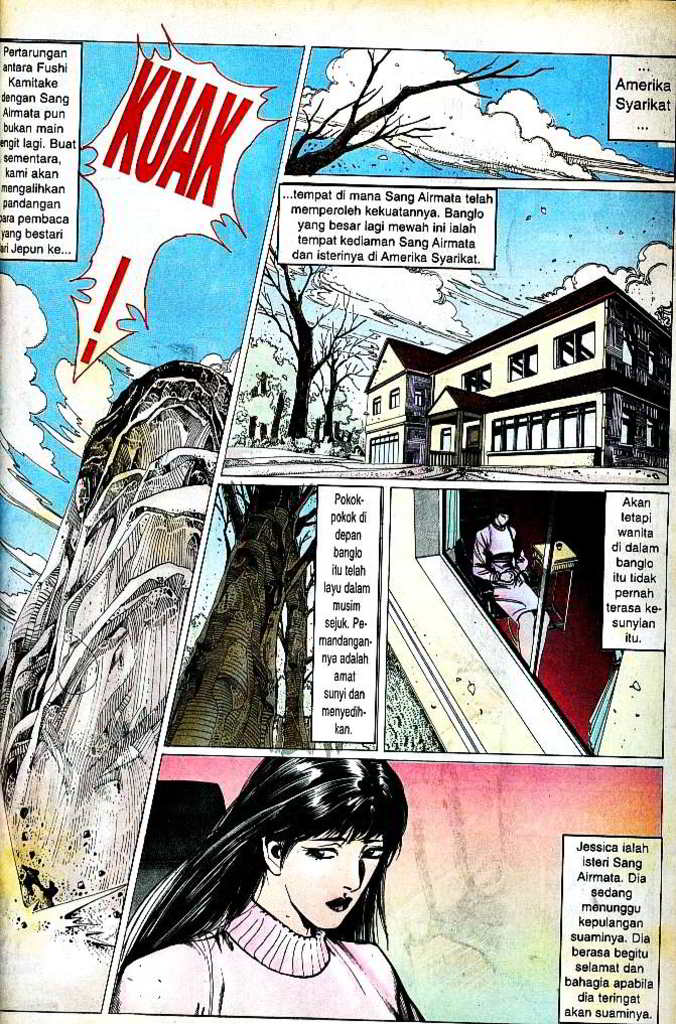 Pertarungan
antara Fushi
Kamitake
dengan Sang
Airmata pun
bukan main
engit lagi. Buat
sementara,
kami akan
mengalihkan
pandangan
para pembaca
yang bestari
ari Jepun ke...
KUAK
!
...
Amerika
Syarikat
...
...tempat di mana Sang Airmata telah
memperoleh kekuatannya. Banglo
yang besar lagi mewah ini ialah
tempat kediaman Sang Airmata
dan isterinya di Amerika Syarikat.
Pokok-
pokok di
depan
banglo
itu telah
layu dalam
musim
sejuk. Pe-
mandangan-
nya adalah
amat
sunyi dan
menyedih-
kan.
Akan
tetapi
wanita
di dalam
banglo
itu tidak
pernah
terasa ke-
sunyian
itu.
Jessica ialah
isteri Sang
Airmata. Dia
sedang
menunggu
kepulangan
suaminya. Dia
berasa begitu
selamat dan
bahagia apabila
dia teringat
akan suaminya.